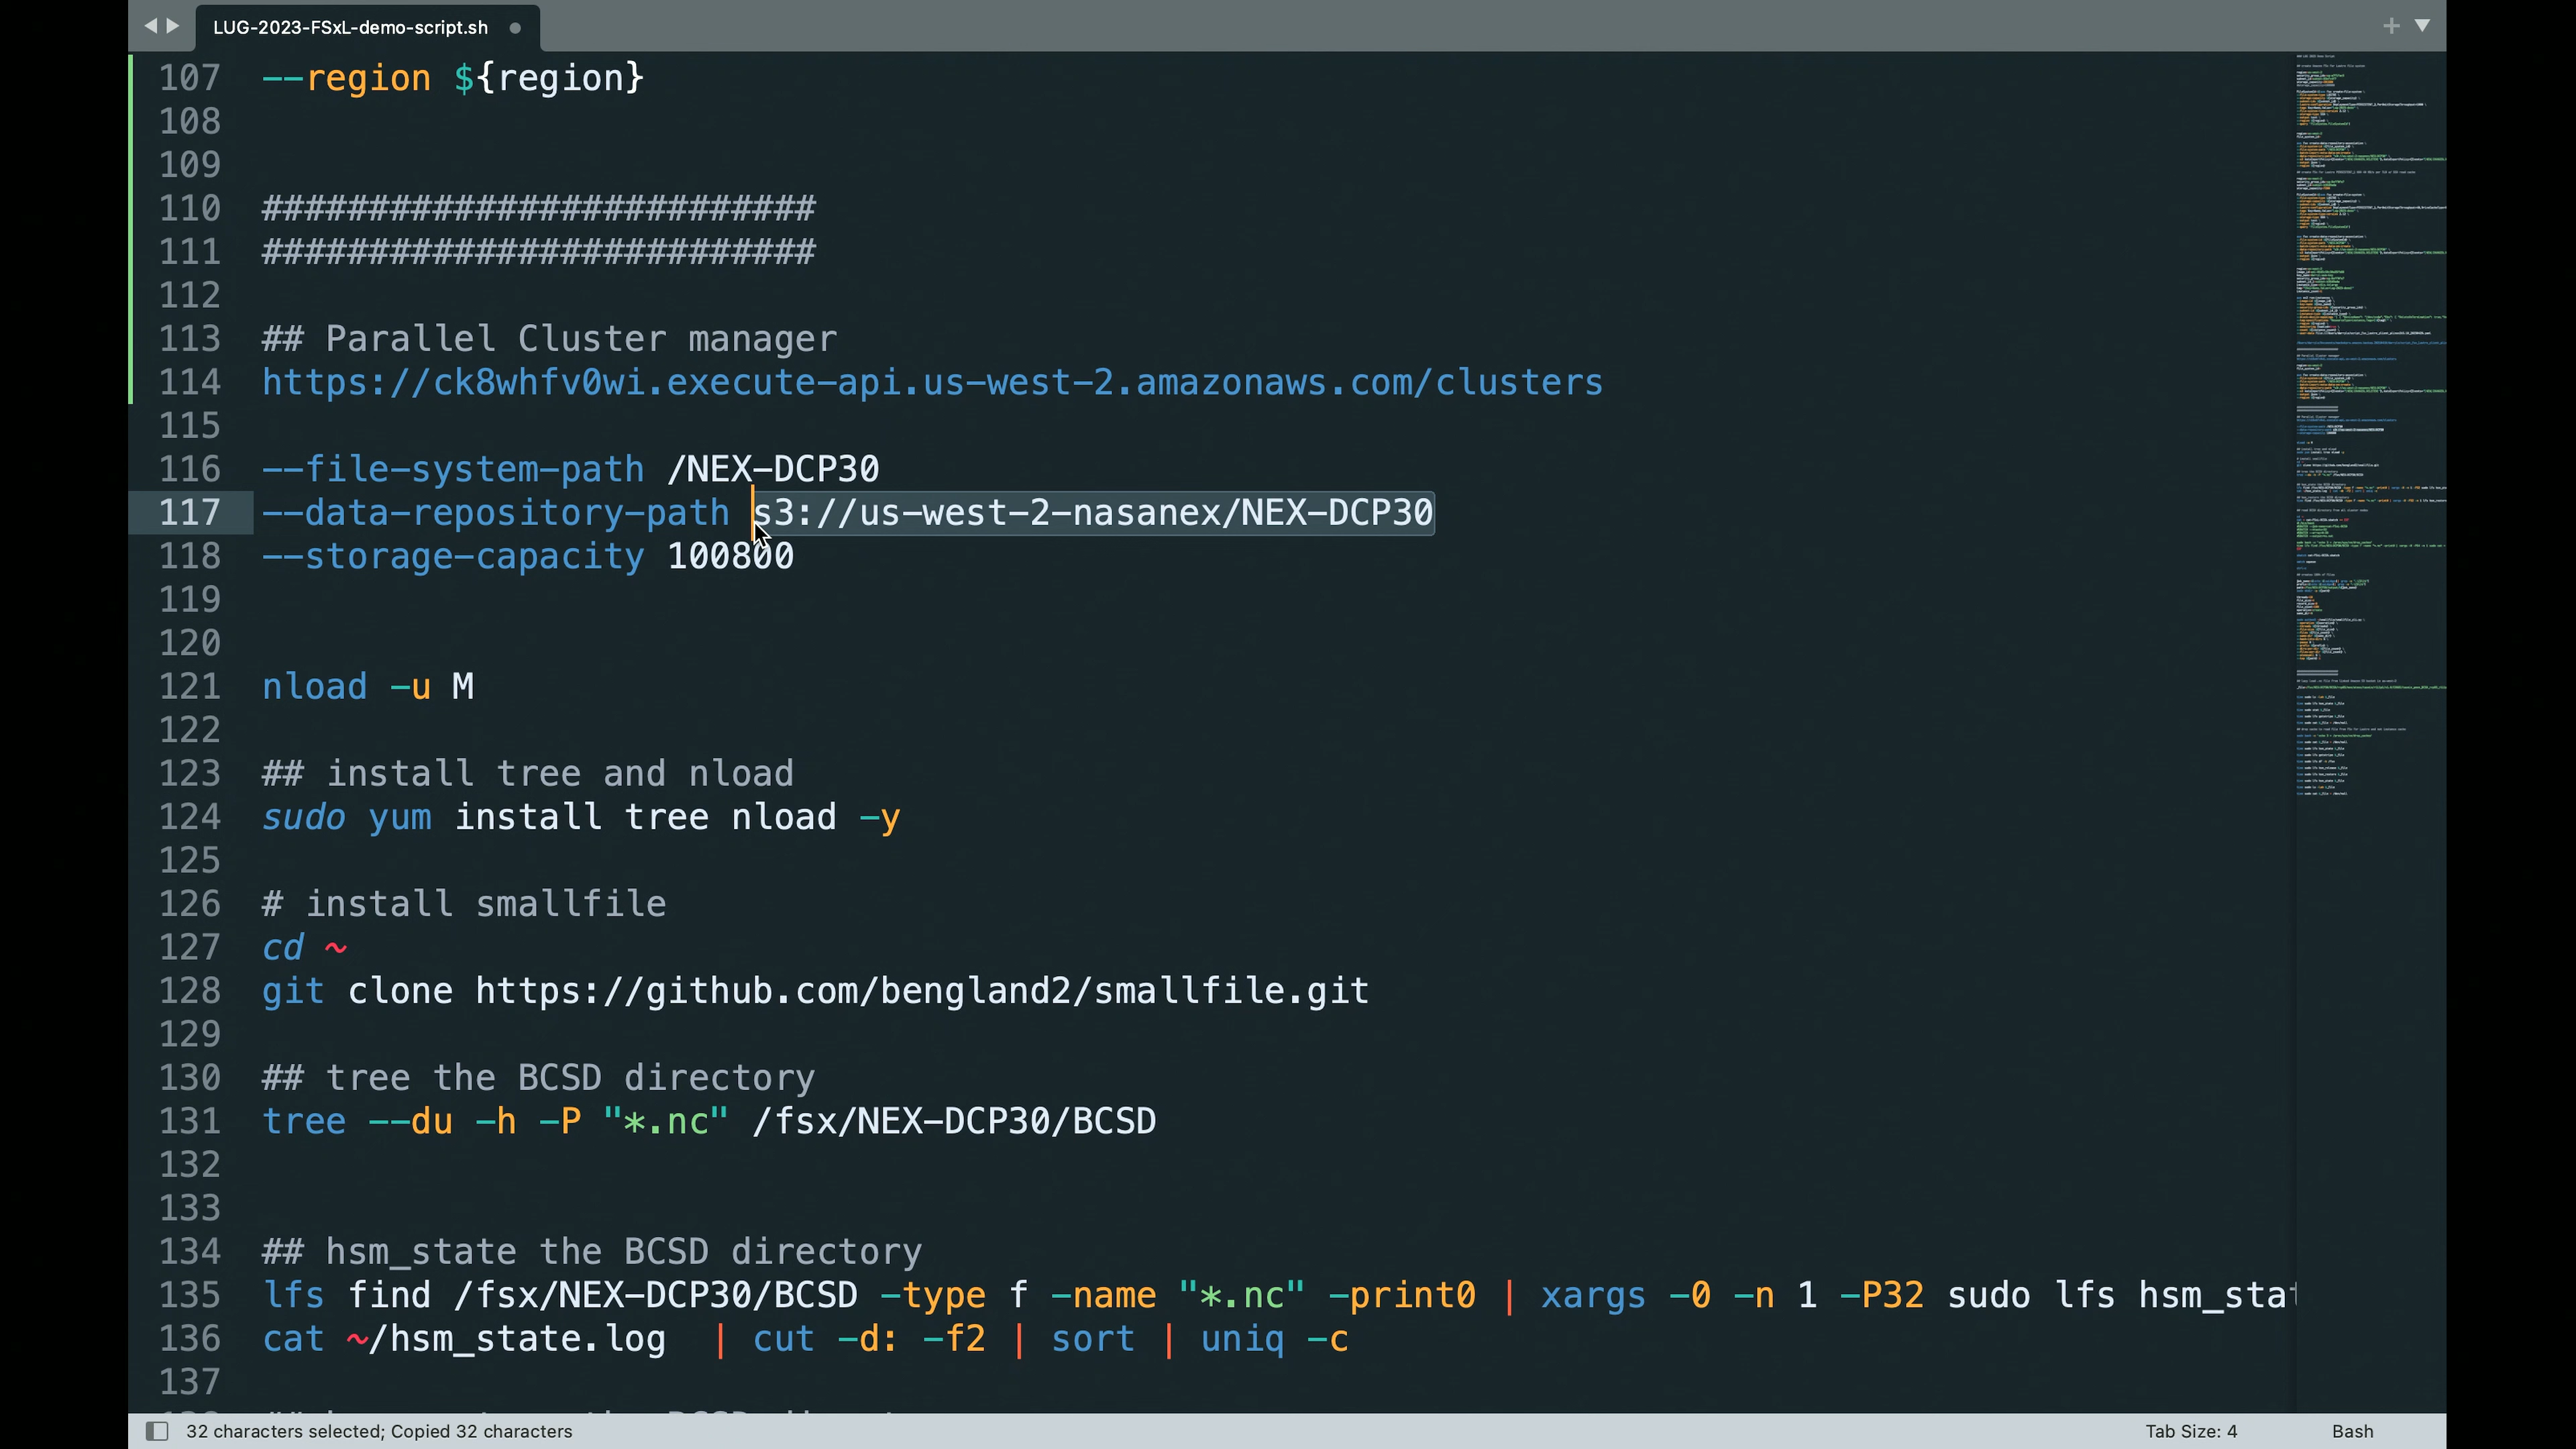 LUG-2023-FSxL-demo-script.sh
107 --region ${region}
108
109
110 ##########################
111 ##########################
112
113 ## Parallel Cluster manager
114 https://ck8whfv0wi.execute-api.us-west-2.amazonaws.com/clusters
115
116 --file-system-path /NEX-DCP30
117 --data-repository-path s3://us-west-2-nasanex/NEX-DCP30
118 --storage-capacity 100800
119
120
121 nload -u M
122
123 ## install tree and nload
124 sudo yum install tree nload -y
125
126 # install smallfile
127 cd ~
128 git clone https://github.com/bengland2/smallfile.git
129
130 ## tree the BCSD directory
131 tree --du -h -P "*.nc" /fsx/NEX-DCP30/BCSD
132
133
134 ## hsm_state the BCSD directory
135 lfs find /fsx/NEX-DCP30/BCSD -type f -name "*.nc" -print0 | xargs -0 -n 1 -P32 sudo lfs hsm_stat
136 cat ~/hsm_state.log  | cut -d: -f2 | sort | uniq -c
137
32 characters selected; Copied 32 characters
Tab Size: 4
Bash